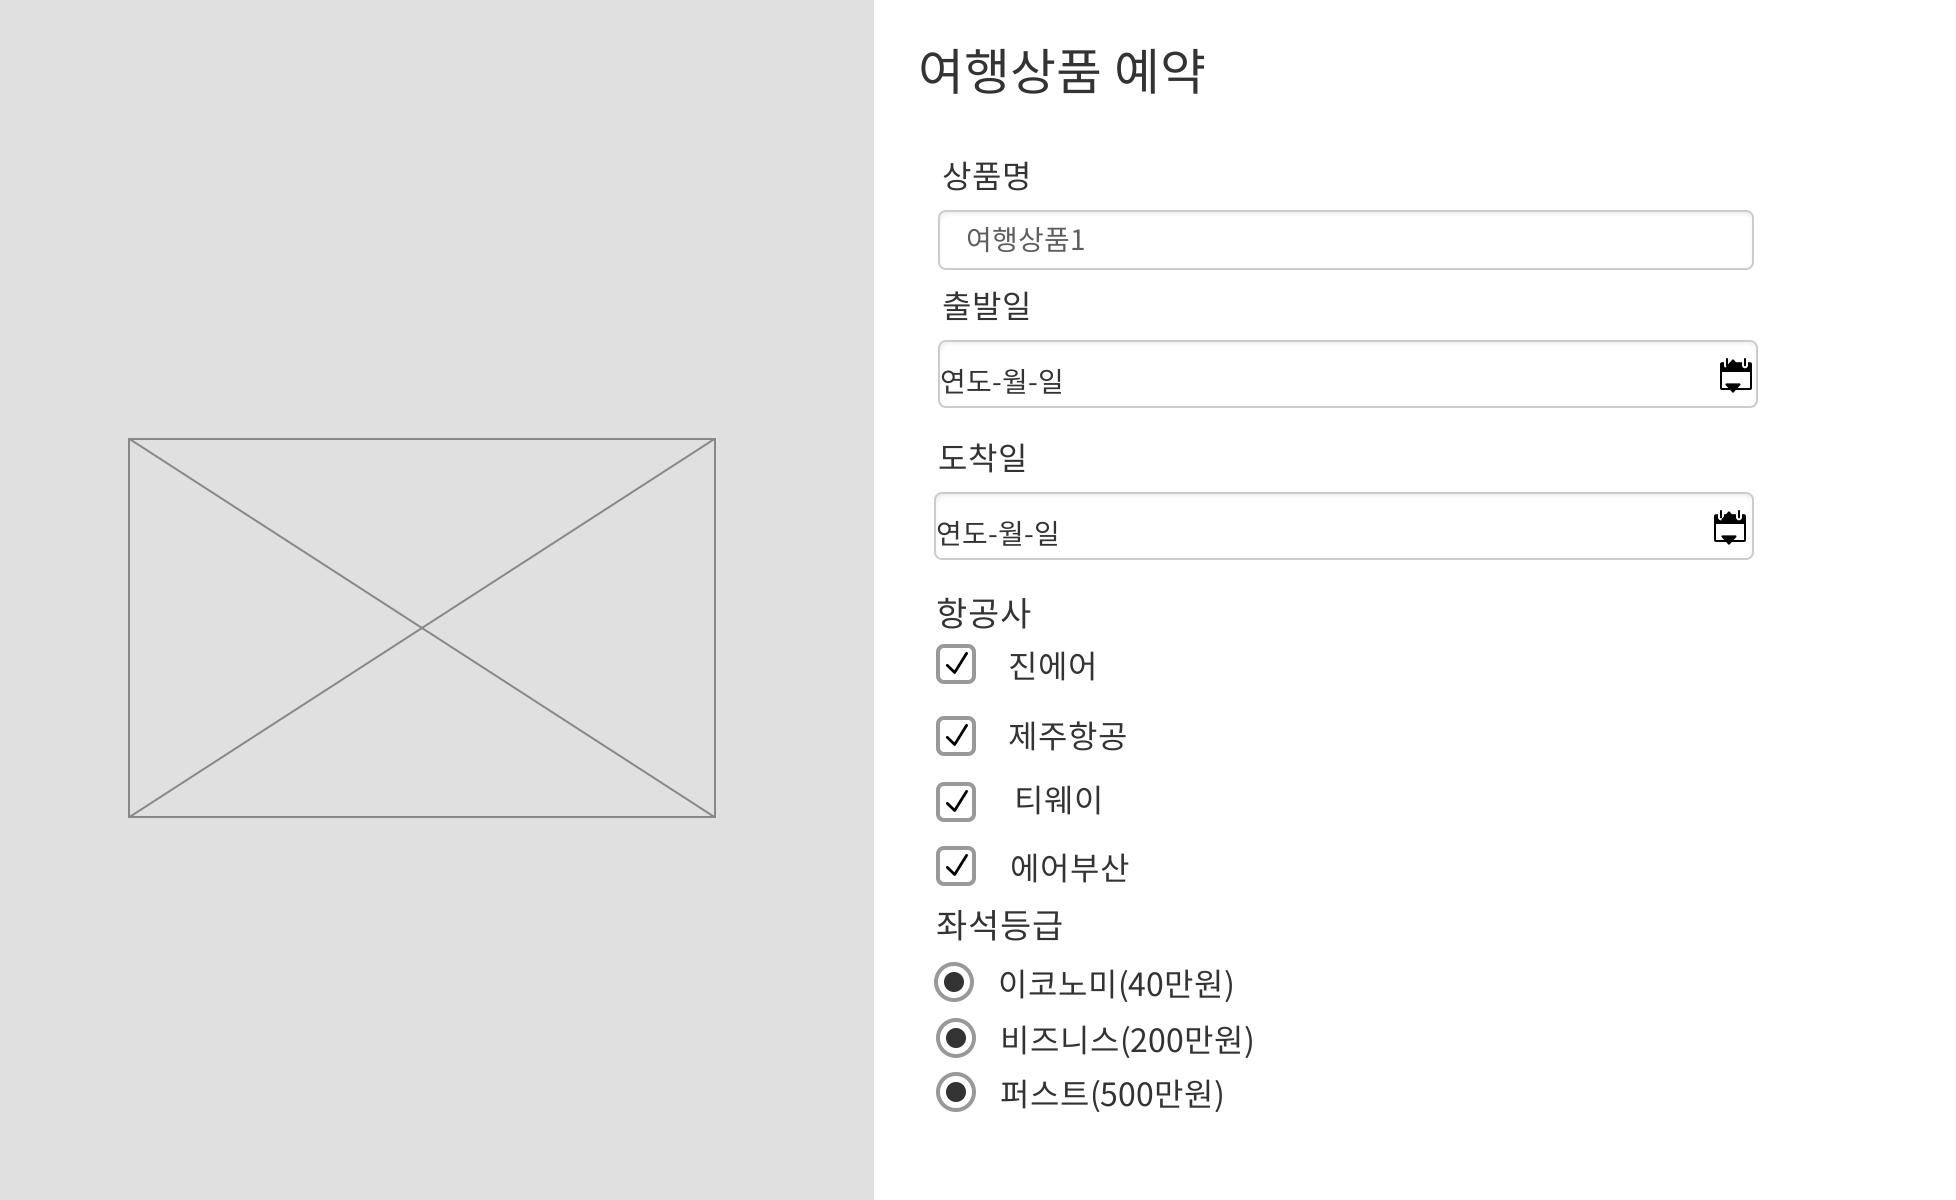 여행상품 예약
상품명
여행상품1
출발일
연도-월-일
도착일
연도-월-일
항공사
진에어
제주항공
티웨이
에어부산
좌석등급
이코노미(40만원)
비즈니스(200만원)
퍼스트(500만원)